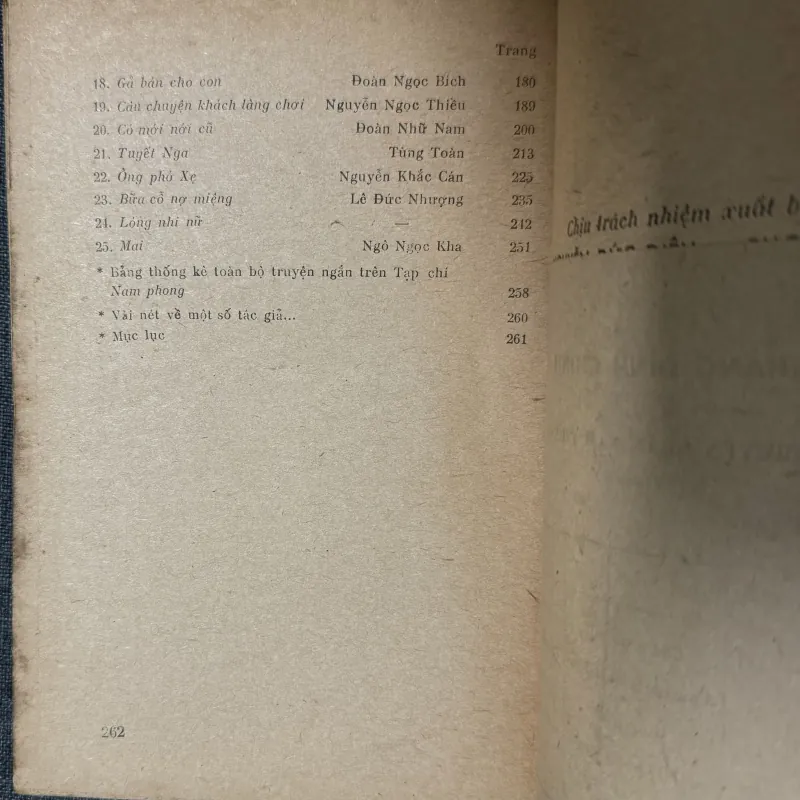 Trang
18. Gả bán cho con Đoàn Ngọc Bích 180
19. Câu chuyện khách làng chơi Nguyễn Ngọc Thiều 189
20. Có mới nới cũ Đoàn Như Nam 200
21. Tuyết Nga Tùng Toàn 213
22. Ông phó Xẹ Nguyễn Khắc Cán 225
23. Bữa cỗ nợ miệng Lê Đức Nhượng 235
24. Lòng nhi nữ — / — 242
25. Mai Ngô Ngọc Kha 251
* Bảng thống kê toàn bộ truyện ngắn trên Tạp chí
Nam phong 258
* Vài nét về một số tác giả... 260
* Mục lục 261
262
Chịu trách nhiệm xuất b